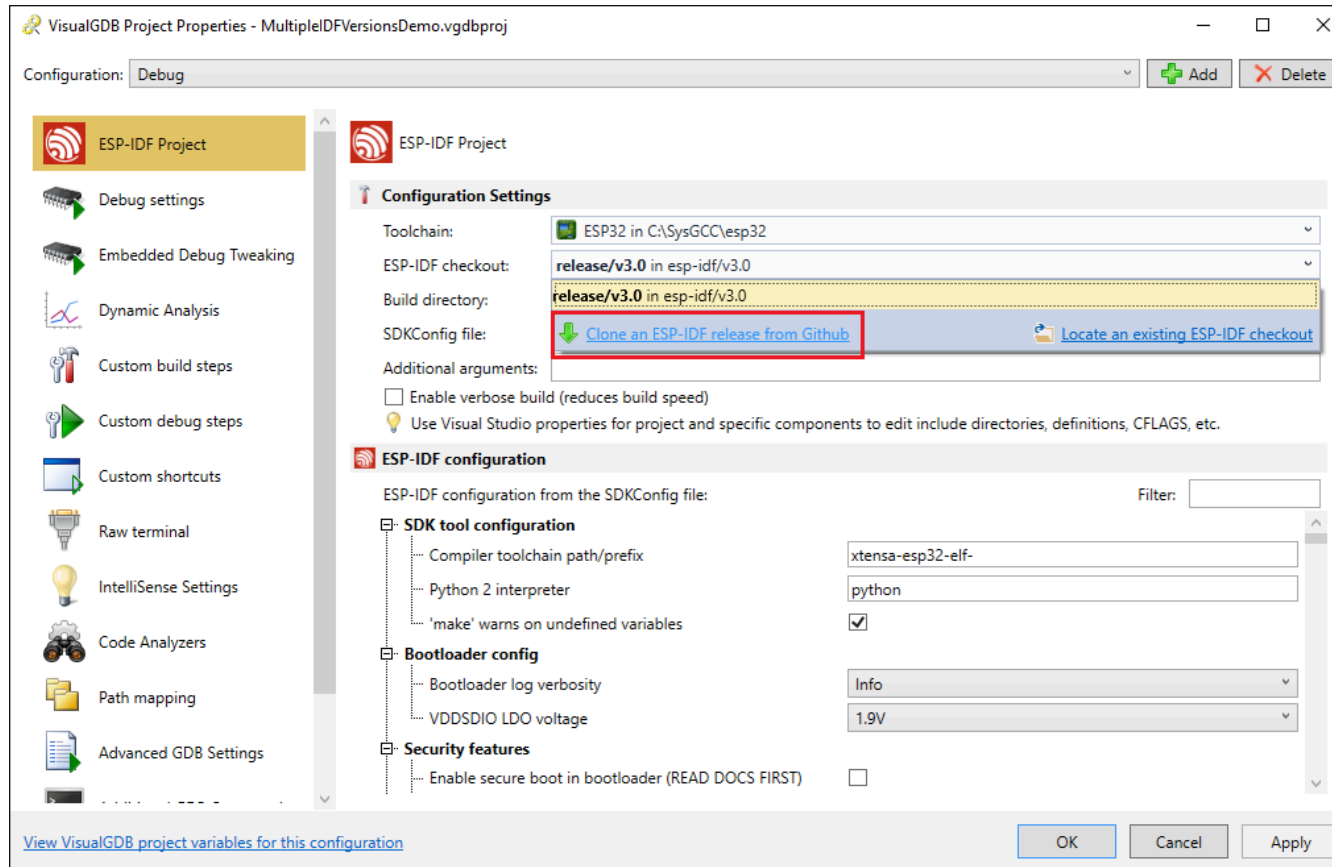 VisualGDB Project Properties - MultipleIDFVersionsDemo.vgdbproj
Configuration: Debug Add Delete
ESP-IDF Project
Debug settings
Embedded Debug Tweaking
Dynamic Analysis
Custom build steps
Custom debug steps
Custom shortcuts
Raw terminal
IntelliSense Settings
Code Analyzers
Path mapping
Advanced GDB Settings
ESP-IDF Project
Configuration Settings
Toolchain: ESP32 in C:\SysGCC\esp32
ESP-IDF checkout: release/v3.0 in esp-idf/v3.0
Build directory: release/v3.0 in esp-idf/v3.0
SDKConfig file: Clone an ESP-IDF release from Github Locate an existing ESP-IDF checkout
Additional arguments:
Enable verbose build (reduces build speed)
Use Visual Studio properties for project and specific components to edit include directories, definitions, CFLAGS, etc.
ESP-IDF configuration
ESP-IDF configuration from the SDKConfig file: Filter:
SDK tool configuration
Compiler toolchain path/prefix xtensa-esp32-elf-
Python 2 interpreter python
'make' warns on undefined variables
Bootloader config
Bootloader log verbosity Info
VDDSDIO LDO voltage 1.9V
Security features
Enable secure boot in bootloader (READ DOCS FIRST)
View VisualGDB project variables for this configuration
OK Cancel Apply